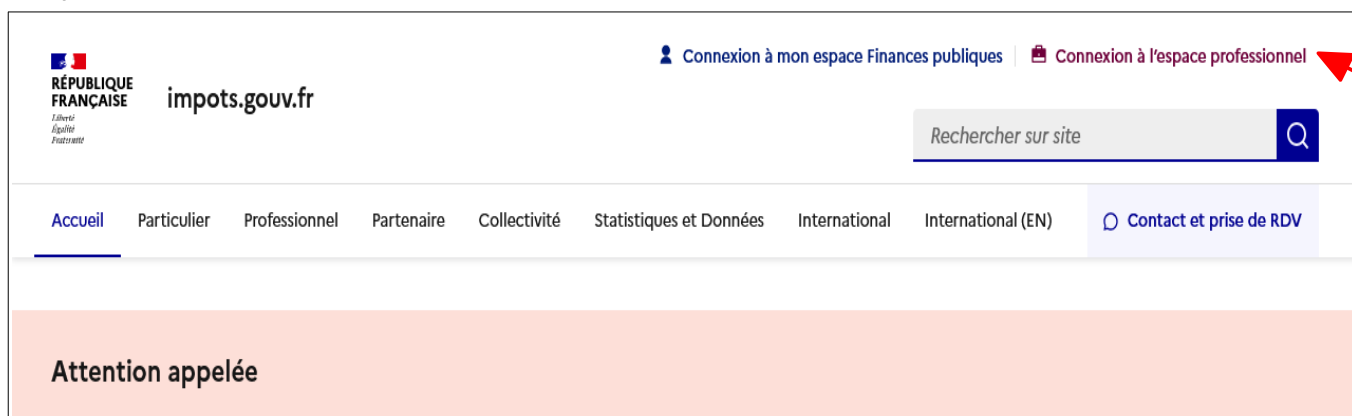 Connexion à mon espace Finances publiques
Connexion à l'espace professionnel
RÉPUBLIQUE
FRANÇAISE
Liberté
Égalité
Fraternité
impots.gouv.fr
Rechercher sur site
Accueil Particulier Professionnel Partenaire Collectivité Statistiques et Données International International (EN) Contact et prise de RDV
Attention appelée